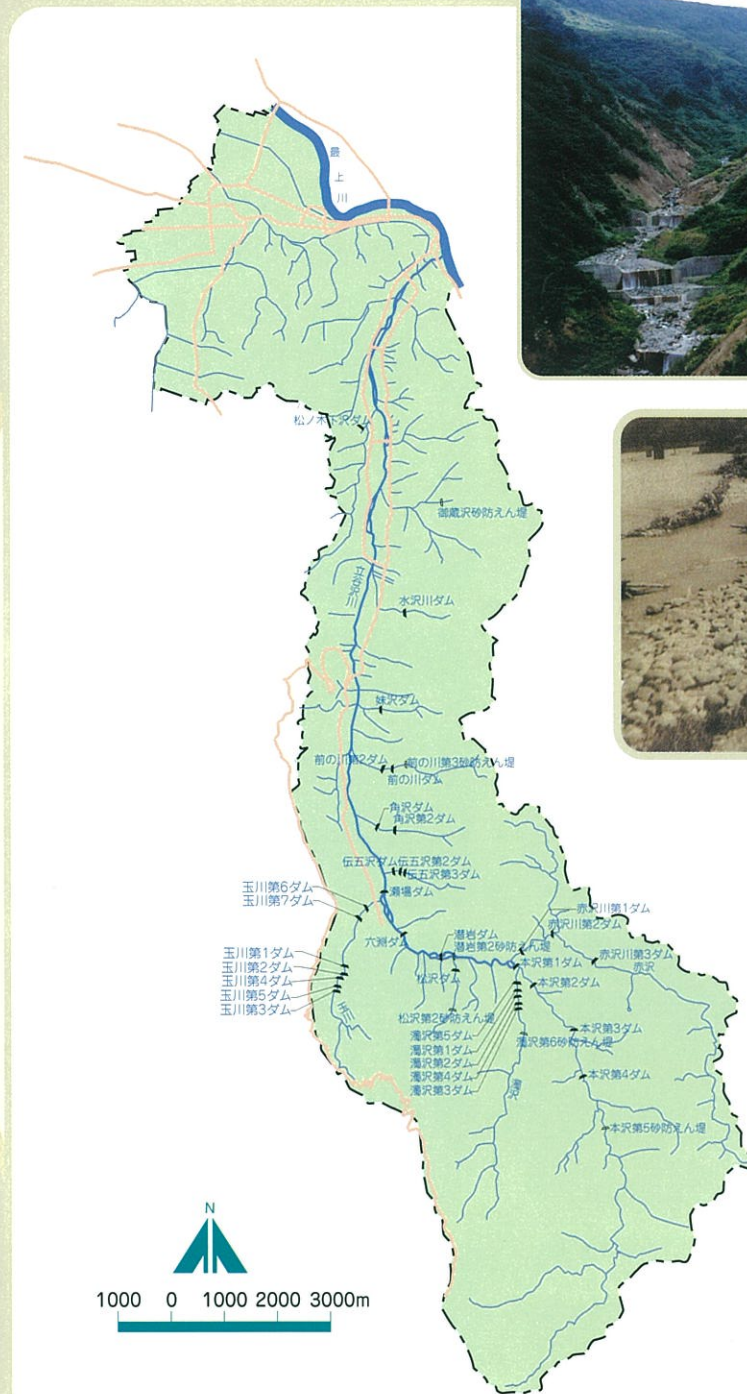 最上川
松ノ木下沢ダム
御蔵沢砂防えん堤
立谷沢川
水沢川ダム
妹沢ダム
前の川第2ダム
前の川第3砂防えん堤
前の川ダム
角沢ダム
角沢第2ダム
伝五沢ダム
伝五沢第2ダム
伝五沢第3ダム
瀬場ダム
玉川第6ダム
玉川第7ダム
赤沢川第1ダム
赤沢川第2ダム
六淵ダム
潜岩ダム
潜岩第2砂防えん堤
赤沢川第3ダム
赤沢
本沢第1ダム
玉川第1ダム
玉川第2ダム
玉川第4ダム
玉川第5ダム
玉川第3ダム
松沢ダム
本沢第2ダム
玉川
松沢第2砂防えん堤
本沢第3ダム
濁沢第5ダム
濁沢第6砂防えん堤
濁沢第1ダム
濁沢第2ダム
濁沢第4ダム
濁沢第3ダム
本沢第4ダム
濁沢
本沢第5砂防えん堤
N
1000 0 1000 2000 3000m